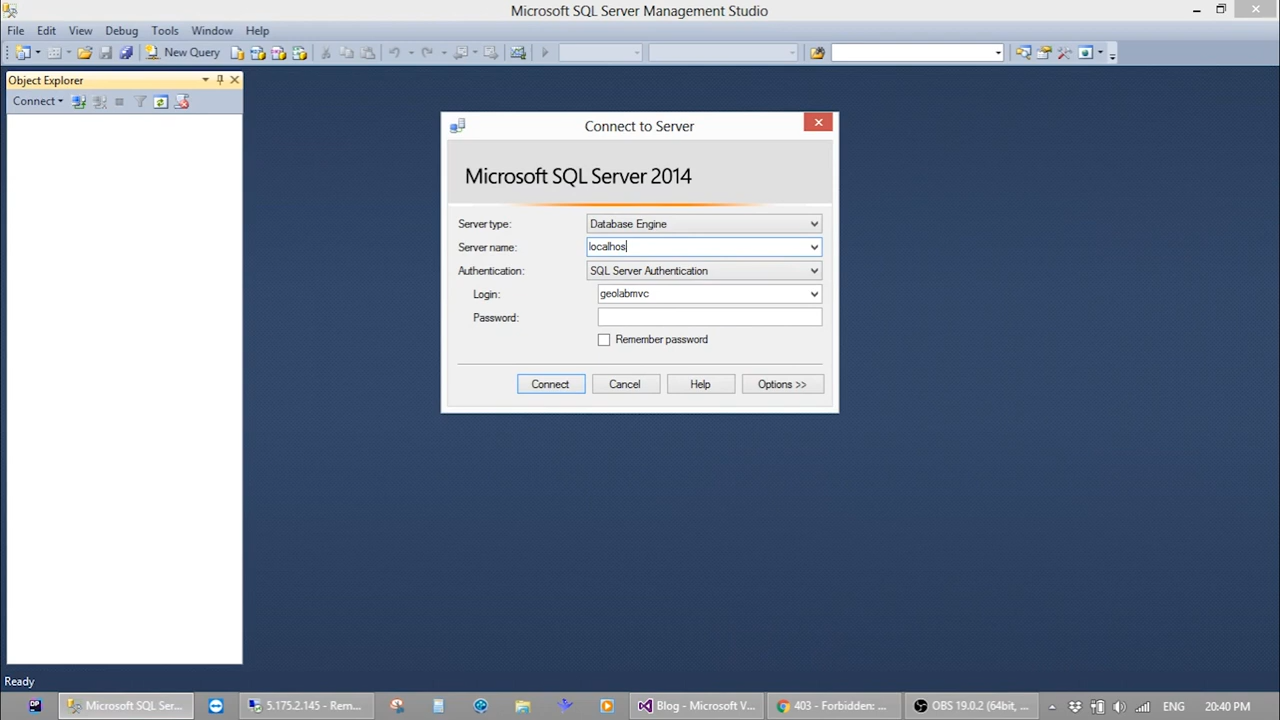 Microsoft SQL Server Management Studio
File Edit View Debug Tools Window Help
New Query
Object Explorer
Connect
Connect to Server
Microsoft SQL Server 2014
Server type: Database Engine
Server name: localhos
Authentication: SQL Server Authentication
Login: geolabmvc
Password:
Remember password
Connect Cancel Help Options >>
Ready
Microsoft SQL Ser... 5.175.2.145 - Rem... Blog - Microsoft V... 403 - Forbidden: ... OBS 19.0.2 (64bit, ... ENG 20:40 PM